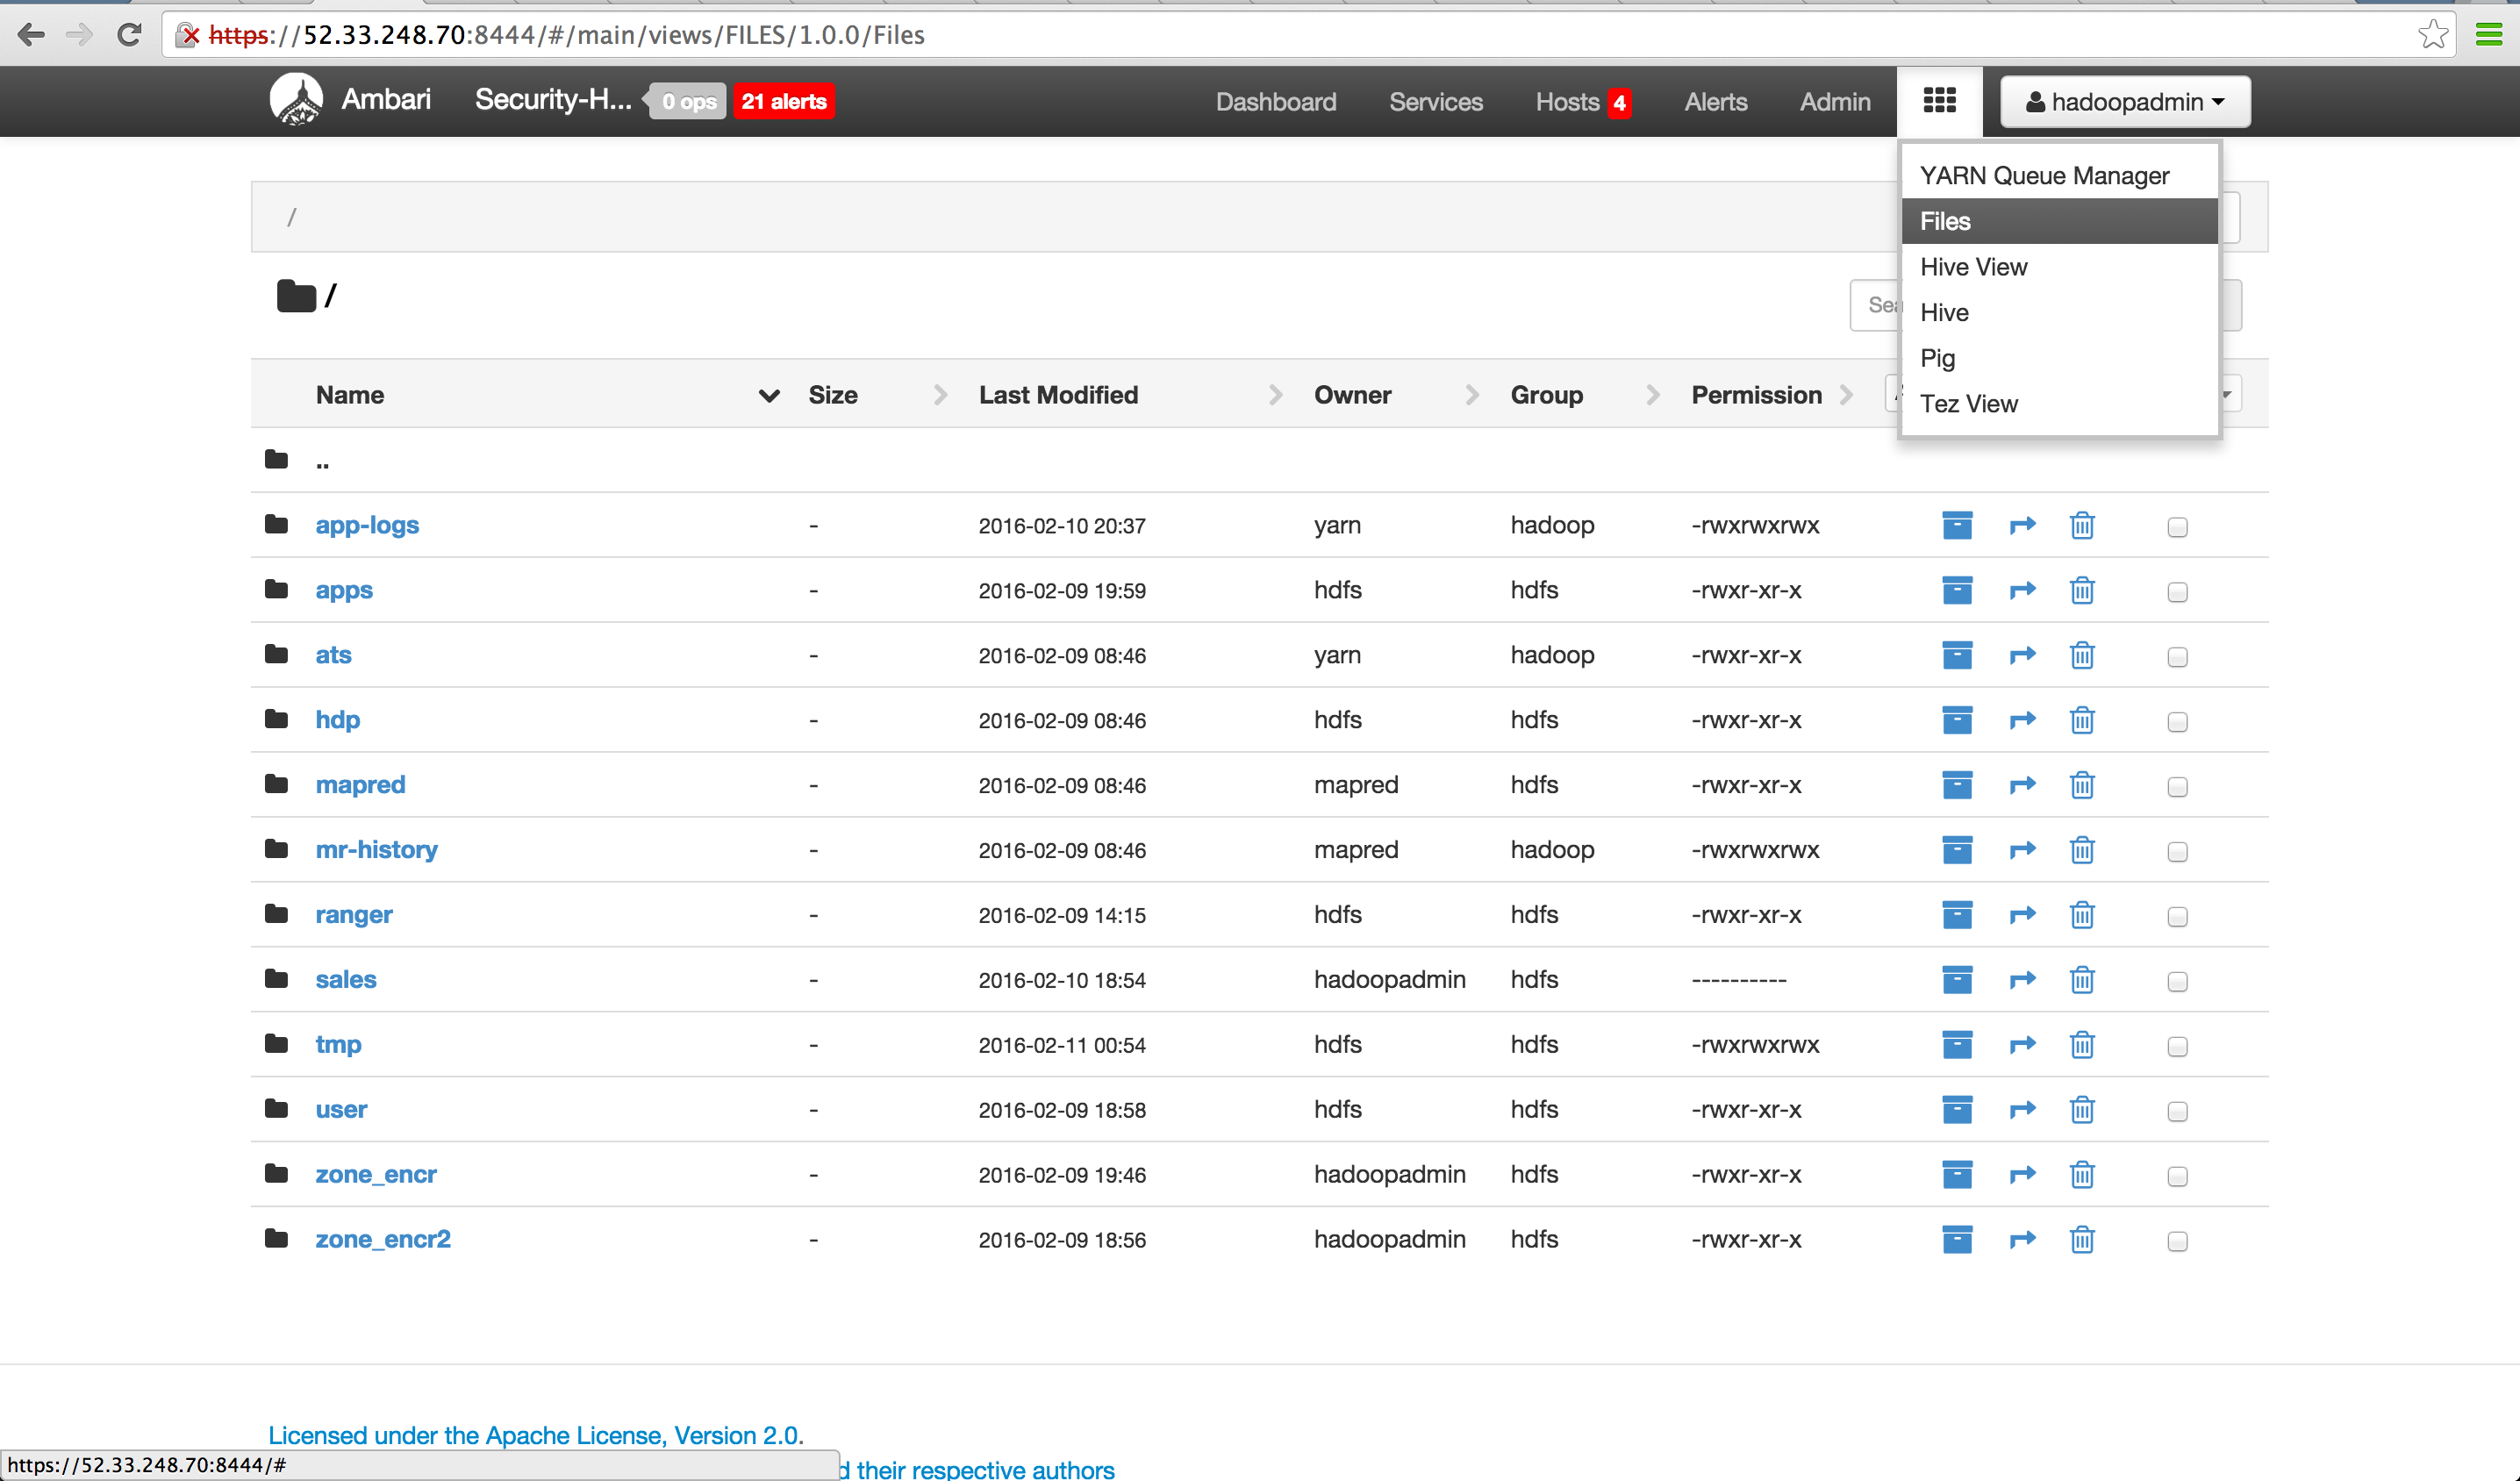 https://52.33.248.70:8444/#/main/views/FILES/1.0.0/Files
Ambari Security-H... 0 ops 21 alerts Dashboard Services Hosts 4 Alerts Admin hadoopadmin
YARN Queue Manager
Files
Hive View
Hive
Pig
Tez View
/
/
Name Size Last Modified Owner Group Permission
..
app-logs - 2016-02-10 20:37 yarn hadoop -rwxrwxrwx
apps - 2016-02-09 19:59 hdfs hdfs -rwxr-xr-x
ats - 2016-02-09 08:46 yarn hadoop -rwxr-xr-x
hdp - 2016-02-09 08:46 hdfs hdfs -rwxr-xr-x
mapred - 2016-02-09 08:46 mapred hdfs -rwxr-xr-x
mr-history - 2016-02-09 08:46 mapred hadoop -rwxrwxrwx
ranger - 2016-02-09 14:15 hdfs hdfs -rwxr-xr-x
sales - 2016-02-10 18:54 hadoopadmin hdfs ----------
tmp - 2016-02-11 00:54 hdfs hdfs -rwxrwxrwx
user - 2016-02-09 18:58 hdfs hdfs -rwxr-xr-x
zone_encr - 2016-02-09 19:46 hadoopadmin hdfs -rwxr-xr-x
zone_encr2 - 2016-02-09 18:56 hadoopadmin hdfs -rwxr-xr-x
Licensed under the Apache License, Version 2.0.
https://52.33.248.70:8444/#
their respective authors